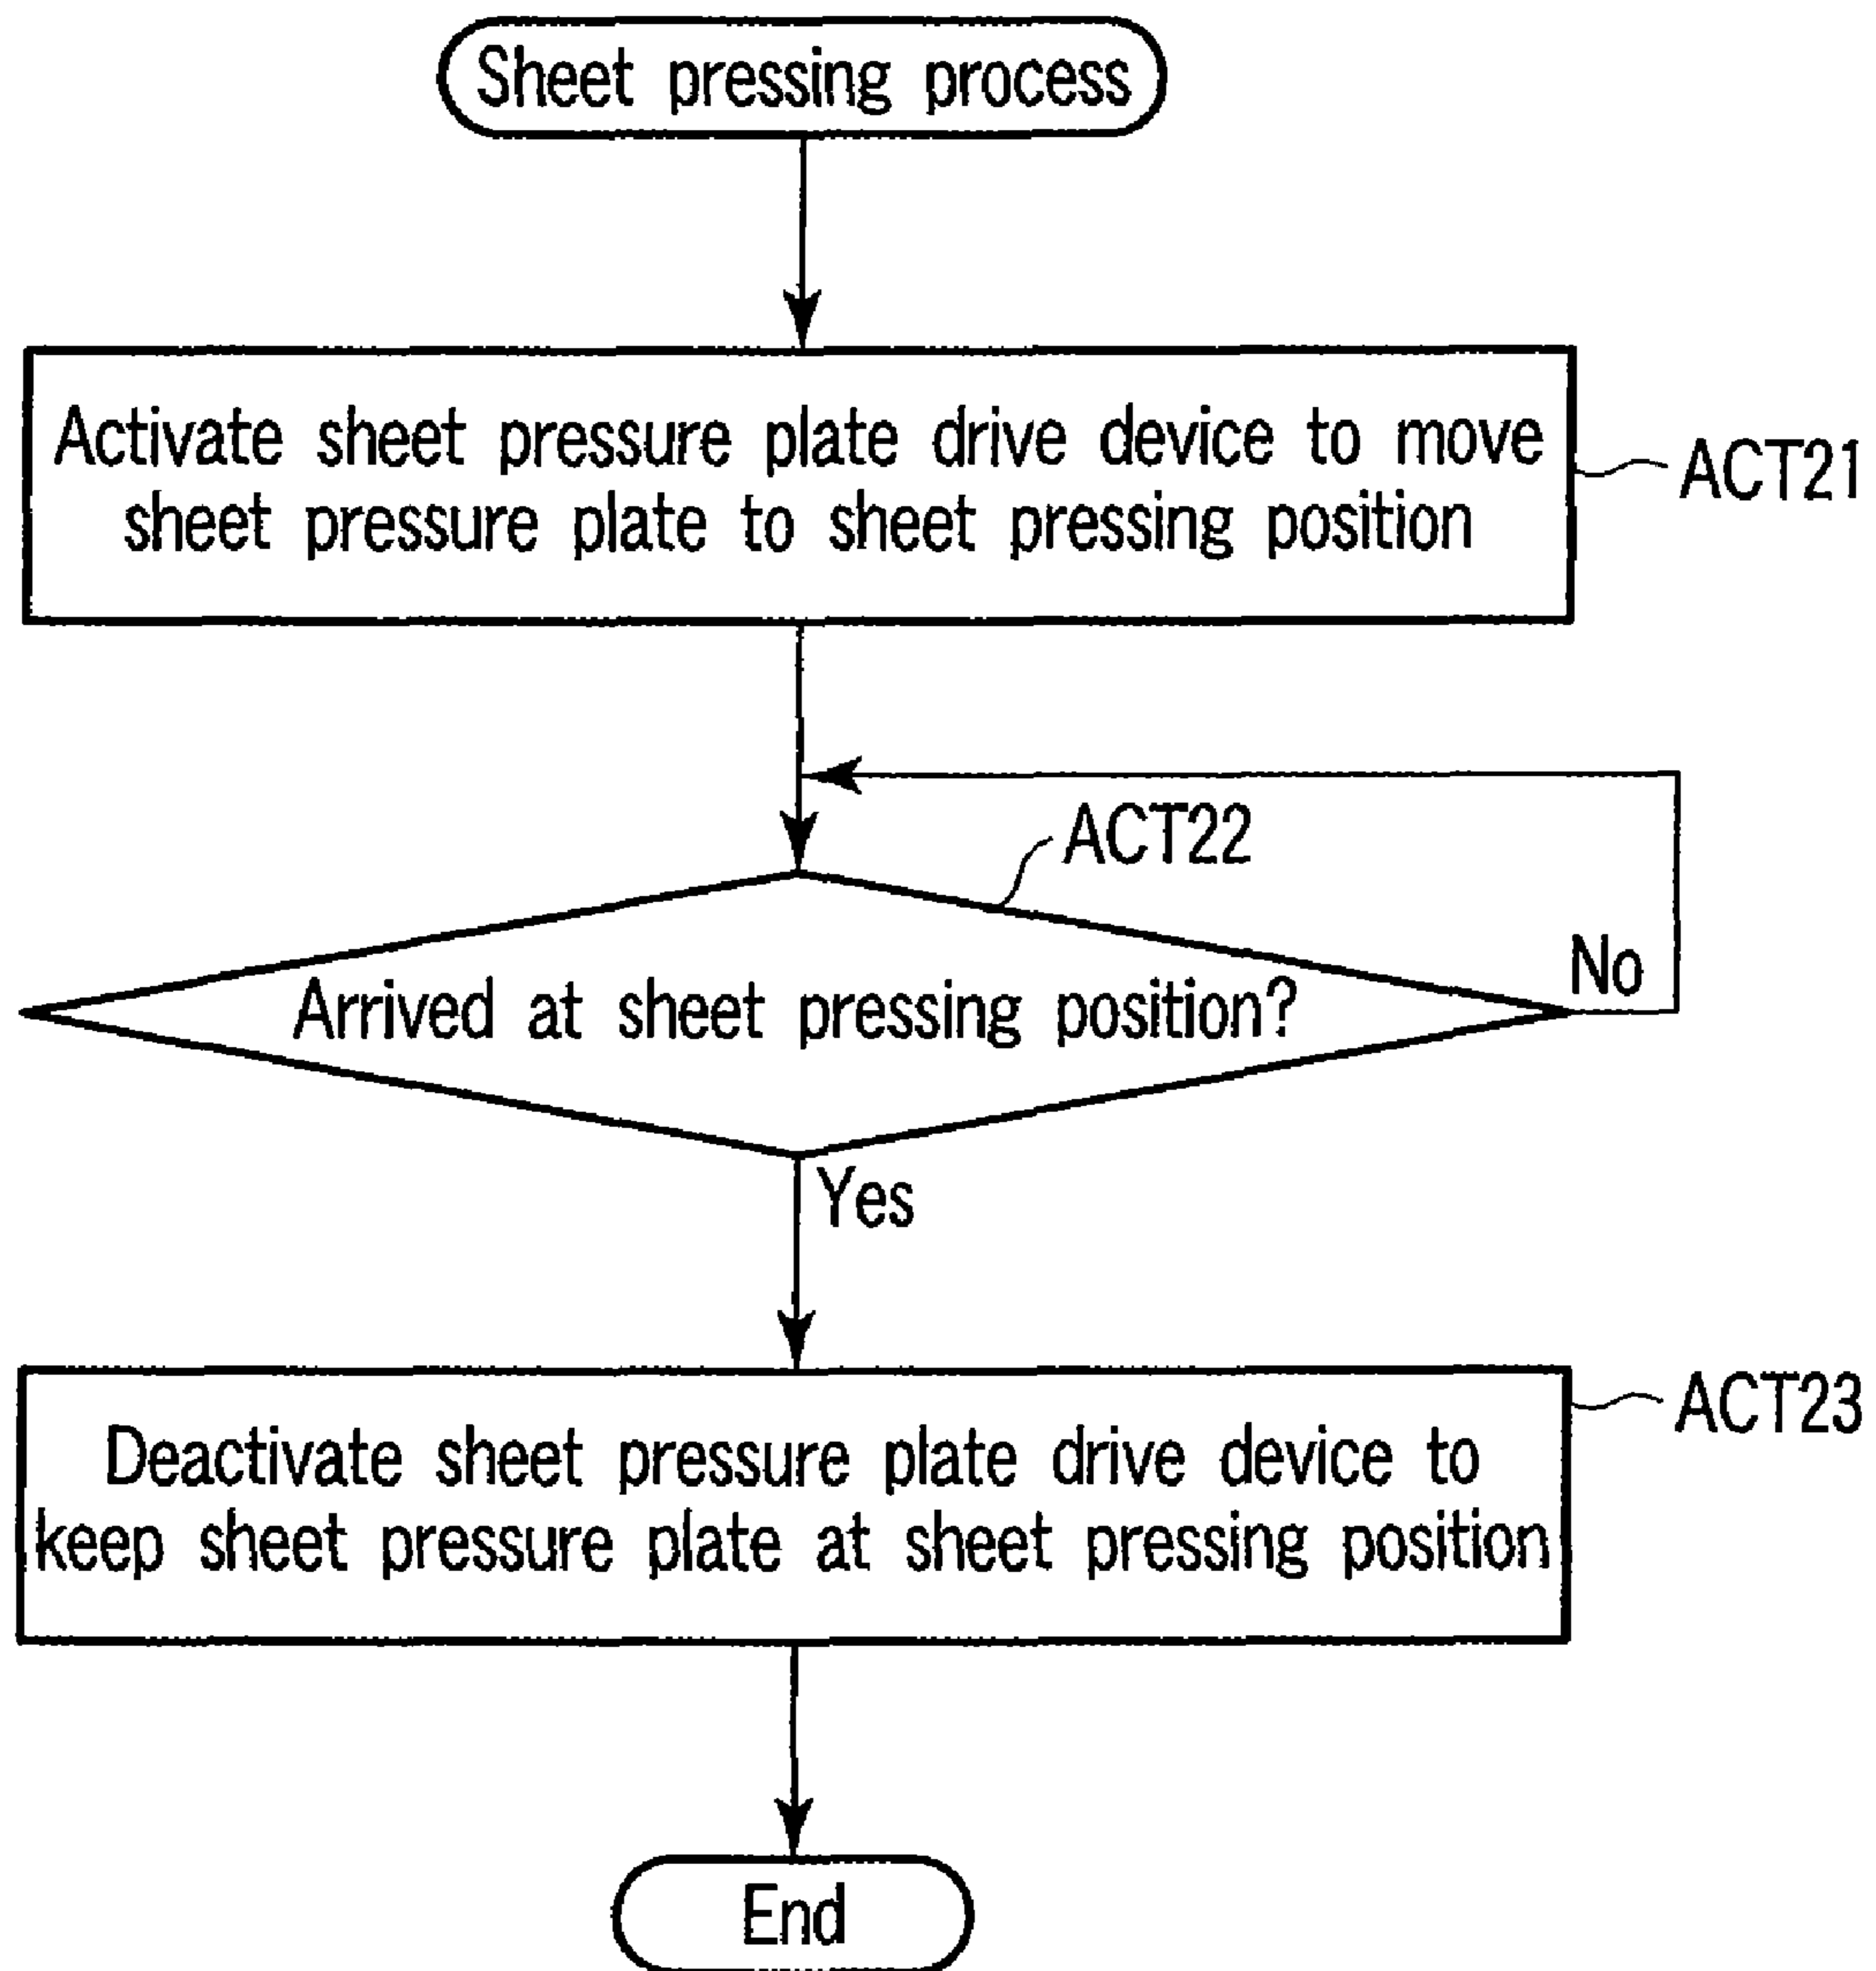 Sheet pressing process
Activate sheet pressure plate drive device to move
sheet pressure plate to sheet pressing position
ACT21
ACT22
Arrived at sheet pressing position?
No
Yes
Deactivate sheet pressure plate drive device to
keep sheet pressure plate at sheet pressing position
ACT23
End